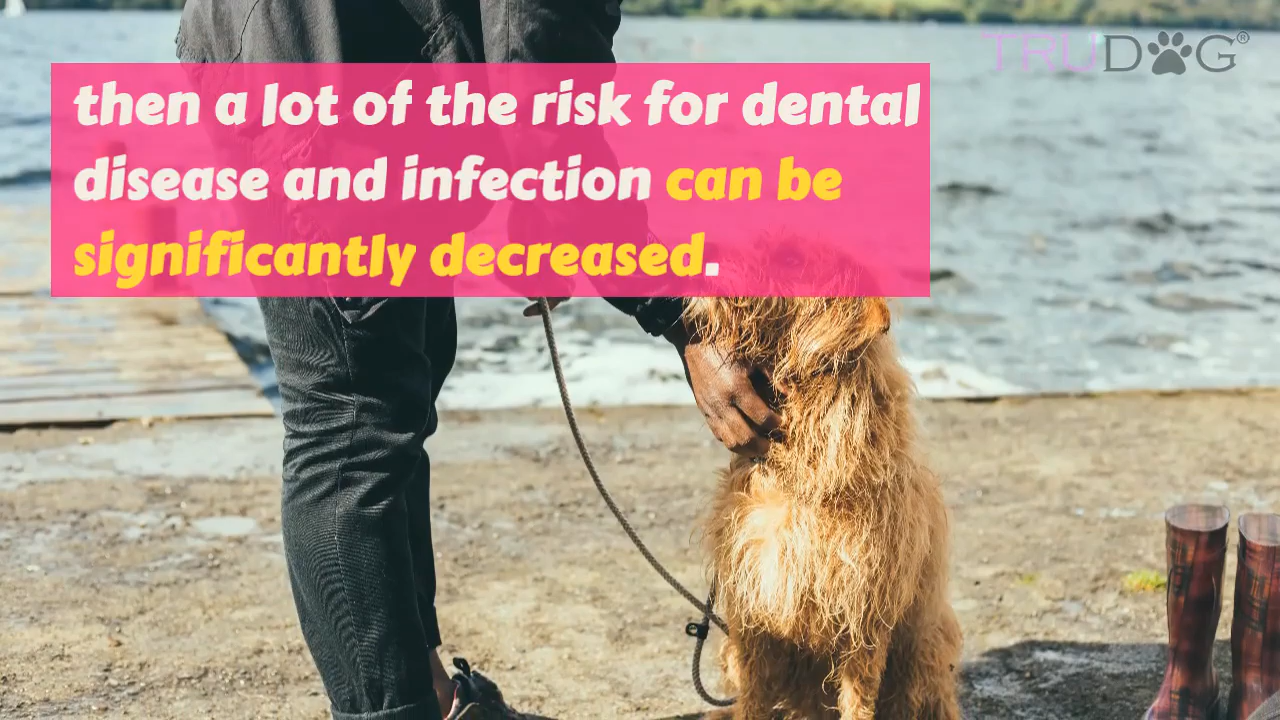 TRUDOG®
then a lot of the risk for dental
disease and infection can be
significantly decreased.